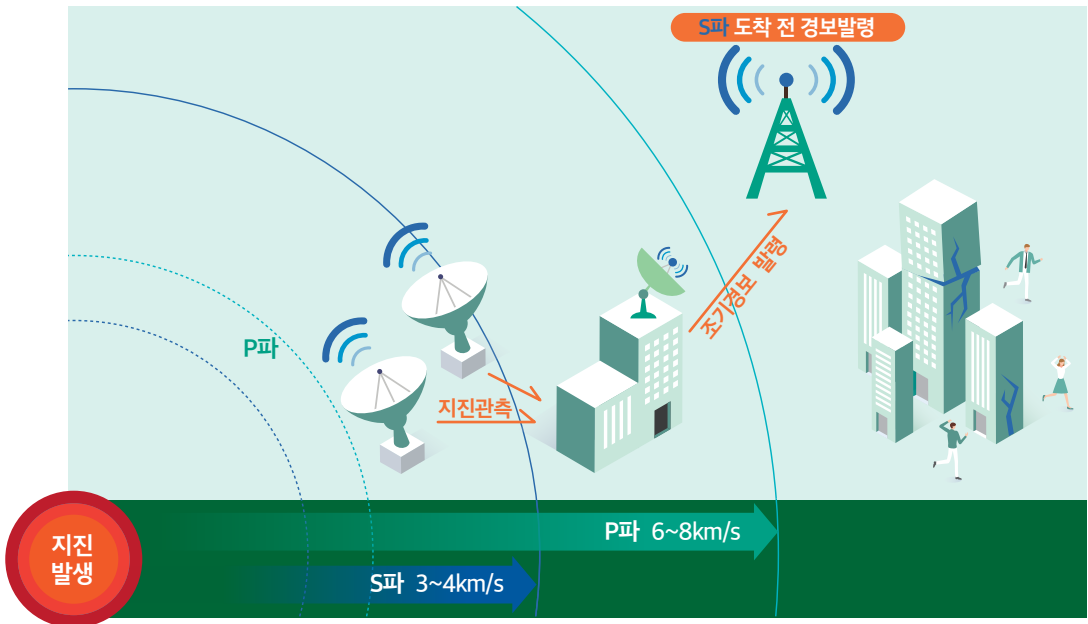 S파 도착 전 경보발령
조기경보 발령
P파
지진관측
지진
발생
P파 6~8km/s
S파 3~4km/s